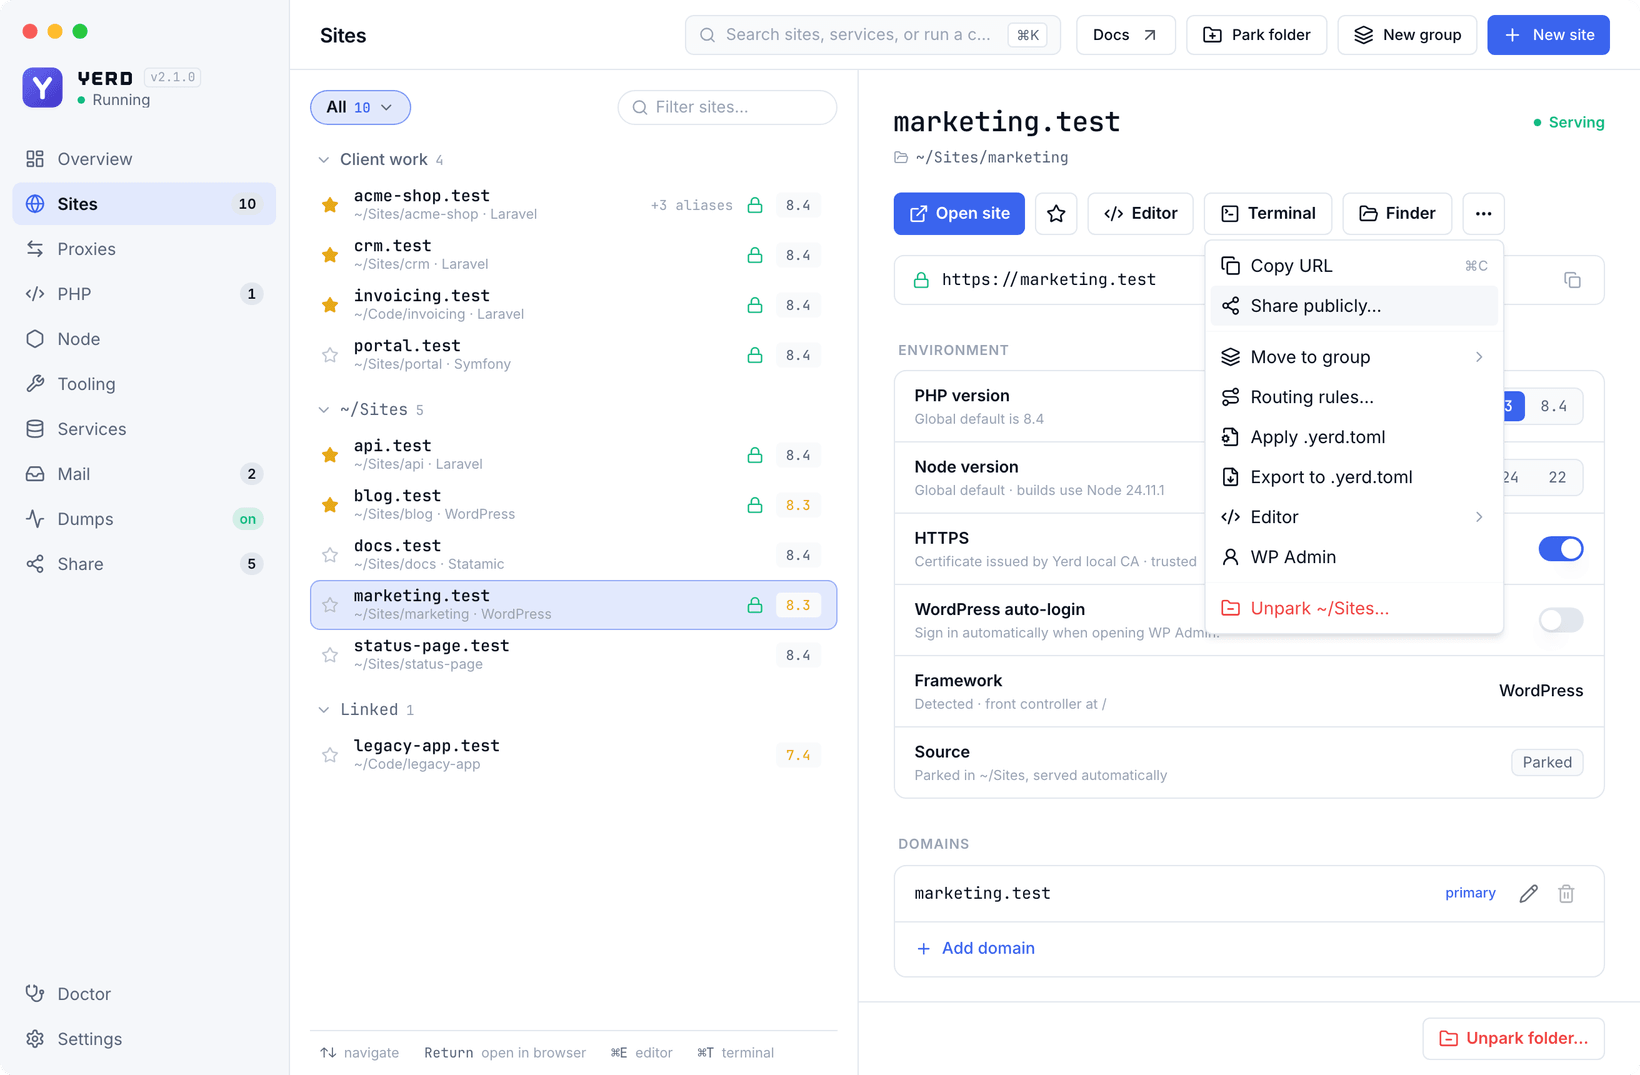 YERD v2.1.0
Running
Overview
Sites 10
Proxies
PHP 1
Node
Tooling
Services
Mail 2
Dumps on
Share 5
Doctor
Settings
Sites
Search sites, services, or run a c... ⌘K
Docs
Park folder
New group
New site
All 10
Filter sites...
Client work 4
acme-shop.test
~/Sites/acme-shop · Laravel
+3 aliases
8.4
crm.test
~/Sites/crm · Laravel
8.4
invoicing.test
~/Code/invoicing · Laravel
8.4
portal.test
~/Sites/portal · Symfony
8.4
~/Sites 5
api.test
~/Sites/api · Laravel
8.4
blog.test
~/Sites/blog · WordPress
8.3
docs.test
~/Sites/docs · Statamic
8.4
marketing.test
~/Sites/marketing · WordPress
8.3
status-page.test
~/Sites/status-page
8.4
Linked 1
legacy-app.test
~/Code/legacy-app
7.4
↑↓ navigate Return open in browser ⌘E editor ⌘T terminal
marketing.test
Serving
~/Sites/marketing
Open site
Editor
Terminal
Finder
https://marketing.test
Copy URL ⌘C
Share publicly...
Move to group
Routing rules...
Apply .yerd.toml
Export to .yerd.toml
Editor
WP Admin
Unpark ~/Sites...
ENVIRONMENT
PHP version
Global default is 8.4
3 8.4
Node version
Global default · builds use Node 24.11.1
24 22
HTTPS
Certificate issued by Yerd local CA · trusted
WordPress auto-login
Sign in automatically when opening WP Admin.
Framework
Detected · front controller at /
WordPress
Source
Parked in ~/Sites, served automatically
Parked
DOMAINS
marketing.test
primary
Add domain
Unpark folder...